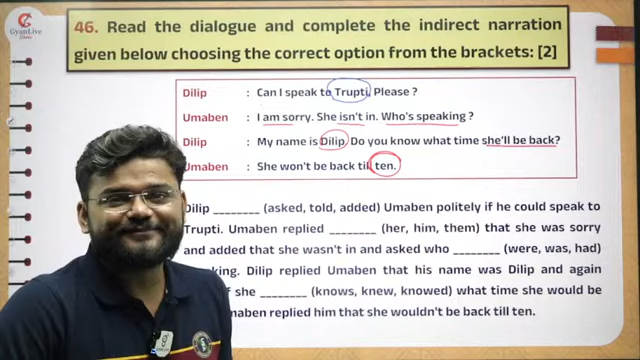 GyanLive
46. Read the dialogue and complete the indirect narration
given below choosing the correct option from the brackets: [2]
Dilip : Can I speak to Trupti, Please ?
Umaben : I am sorry. She isn't in. Who's speaking ?
Dilip : My name is Dilip. Do you know what time she'll be back?
Umaben : She won't be back till ten.
Dilip ________ (asked, told, added) Umaben politely if he could speak to
Trupti. Umaben replied ________ (her, him, them) that she was sorry
and added that she wasn't in and asked who ________ (were, was, had)
king. Dilip replied Umaben that his name was Dilip and again
f she ________ (knows, knew, knowed) what time she would be
maben replied him that she wouldn't be back till ten.